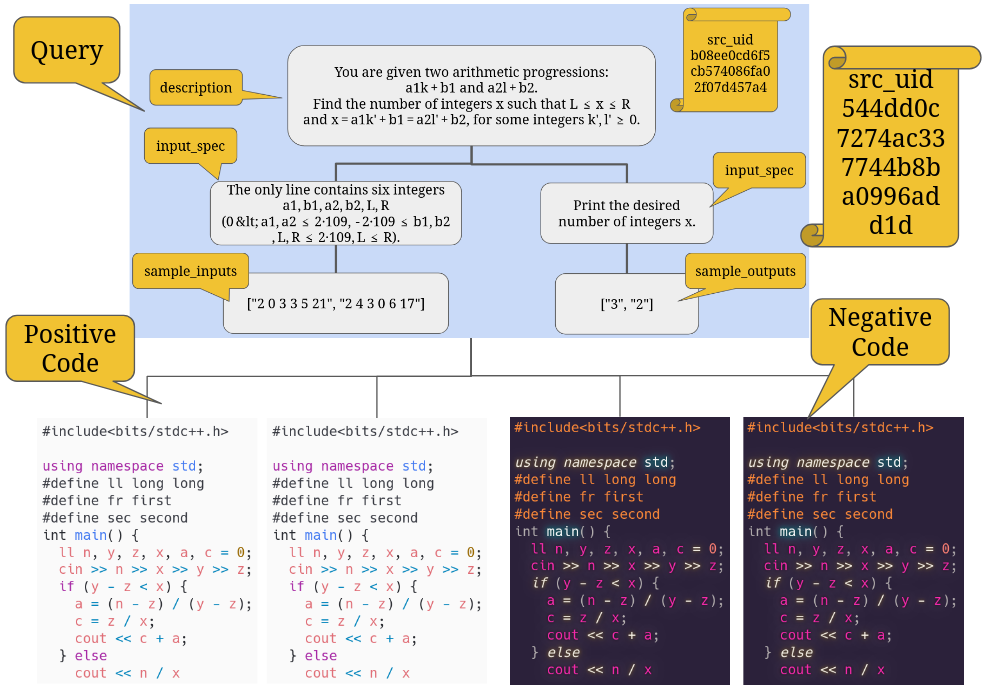 Query
description
You are given two arithmetic progressions:
a1k + b1 and a2l + b2.
Find the number of integers x such that L ≤ x ≤ R
and x = a1k' + b1 = a2l' + b2, for some integers k', l' ≥ 0.
src_uid
b08ee0cd6f5
cb574086fa0
2f07d457a4
src_uid
544dd0c
7274ac33
7744b8b
a0996ad
d1d
input_spec
The only line contains six integers
a1, b1, a2, b2, L, R
(0 &lt; a1, a2 ≤ 2·109, - 2·109 ≤ b1, b2
, L, R ≤ 2·109, L ≤ R).
input_spec
Print the desired
number of integers x.
sample_inputs
["2 0 3 3 5 21", "2 4 3 0 6 17"]
sample_outputs
["3", "2"]
Positive
Code
Negative
Code
#include<bits/stdc++.h>
using namespace std;
#define ll long long
#define fr first
#define sec second
int main() {
ll n, y, z, x, a, c = 0;
cin >> n >> x >> y >> z;
if (y - z < x) {
a = (n - z) / (y - z);
c = z / x;
cout << c + a;
} else
cout << n / x
#include<bits/stdc++.h>
using namespace std;
#define ll long long
#define fr first
#define sec second
int main() {
ll n, y, z, x, a, c = 0;
cin >> n >> x >> y >> z;
if (y - z < x) {
a = (n - z) / (y - z);
c = z / x;
cout << c + a;
} else
cout << n / x
#include<bits/stdc++.h>
using namespace std;
#define ll long long
#define fr first
#define sec second
int main() {
ll n, y, z, x, a, c = 0;
cin >> n >> x >> y >> z;
if (y - z < x) {
a = (n - z) / (y - z);
c = z / x;
cout << c + a;
} else
cout << n / x
#include<bits/stdc++.h>
using namespace std;
#define ll long long
#define fr first
#define sec second
int main() {
ll n, y, z, x, a, c = 0;
cin >> n >> x >> y >> z;
if (y - z < x) {
a = (n - z) / (y - z);
c = z / x;
cout << c + a;
} else
cout << n / x